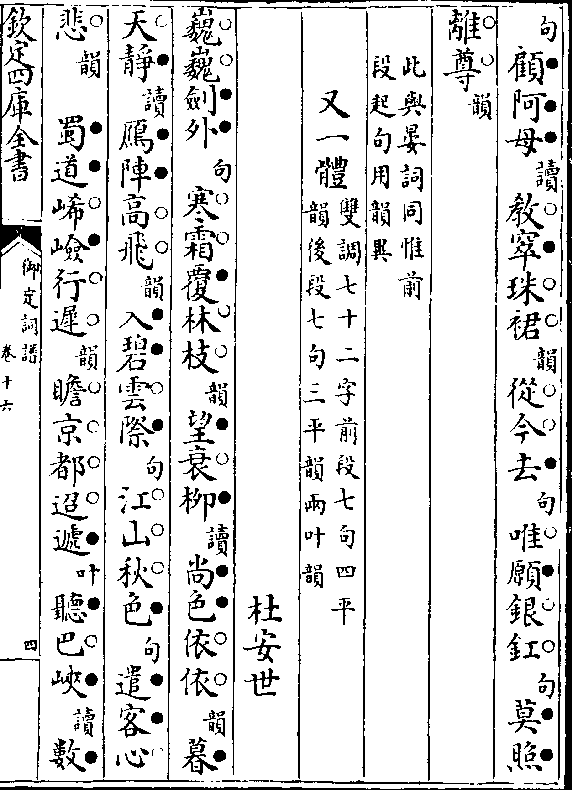 句顧阿母讀教窣珠裙韻從今去句唯願銀釭句莫照
離尊韻
此與晏詞同惟前
段起句用韻異
又一體雙調七十二字前段七句四平
韻後段七句三平韻兩叶韻
杜安世
巍巍劍外句寒霜覆林枝韻望衰柳讀尚色依依韻暮
天靜讀鴈陣高飛韻入碧雲際句江山秋色句遣客心
悲韻蜀道嶮巇行遲韻瞻京都迢遞叶聽巴峽讀數
欽定四庫全書
御定詞譜
卷十六
四